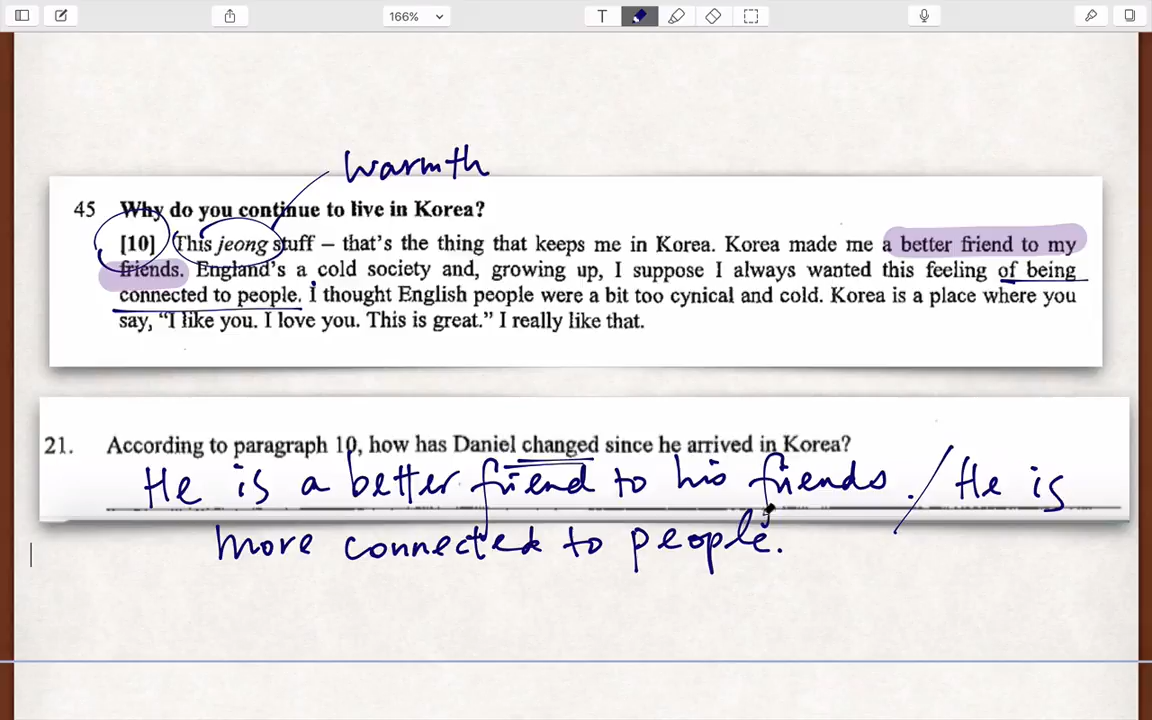 166%
T
warmth
45 Why do you continue to live in Korea?
[10] This jeong stuff – that's the thing that keeps me in Korea. Korea made me a better friend to my
friends. England's a cold society and, growing up, I suppose I always wanted this feeling of being
connected to people. I thought English people were a bit too cynical and cold. Korea is a place where you
say, "I like you. I love you. This is great." I really like that.
21. According to paragraph 10, how has Daniel changed since he arrived in Korea?
He is a better friend to his friends. / He is
more connected to people.